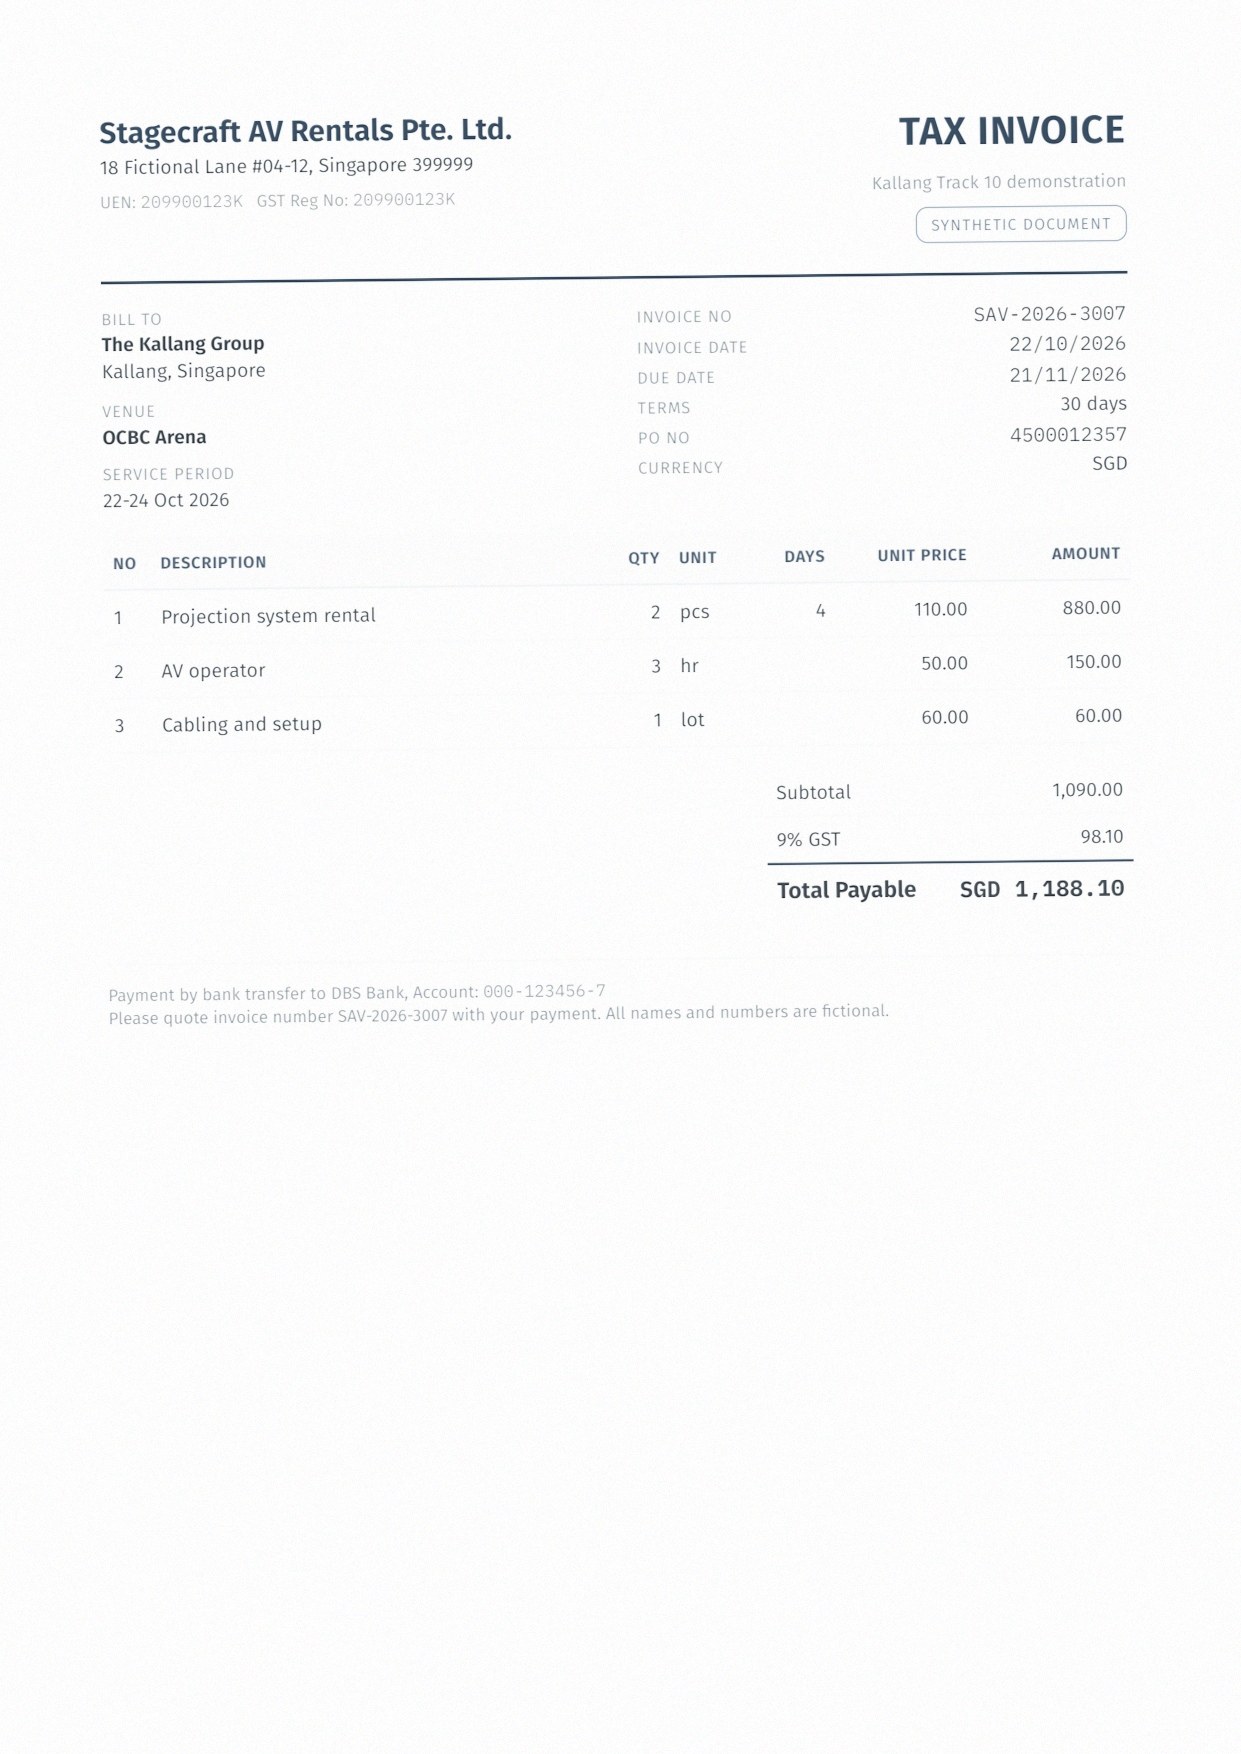 Stagecraft AV Rentals Pte. Ltd.
18 Fictional Lane #04-12, Singapore 399999
UEN: 209900123K GST Reg No: 209900123K
TAX INVOICE
Kallang Track 10 demonstration
SYNTHETIC DOCUMENT
BILL TO
The Kallang Group
Kallang, Singapore
VENUE
OCBC Arena
SERVICE PERIOD
22-24 Oct 2026
INVOICE NO SAV-2026-3007
INVOICE DATE 22/10/2026
DUE DATE 21/11/2026
TERMS 30 days
PO NO 4500012357
CURRENCY SGD
NO DESCRIPTION QTY UNIT DAYS UNIT PRICE AMOUNT
1 Projection system rental 2 pcs 4 110.00 880.00
2 AV operator 3 hr 50.00 150.00
3 Cabling and setup 1 lot 60.00 60.00
Subtotal 1,090.00
9% GST 98.10
Total Payable SGD 1,188.10
Payment by bank transfer to DBS Bank, Account: 000-123456-7
Please quote invoice number SAV-2026-3007 with your payment. All names and numbers are fictional.